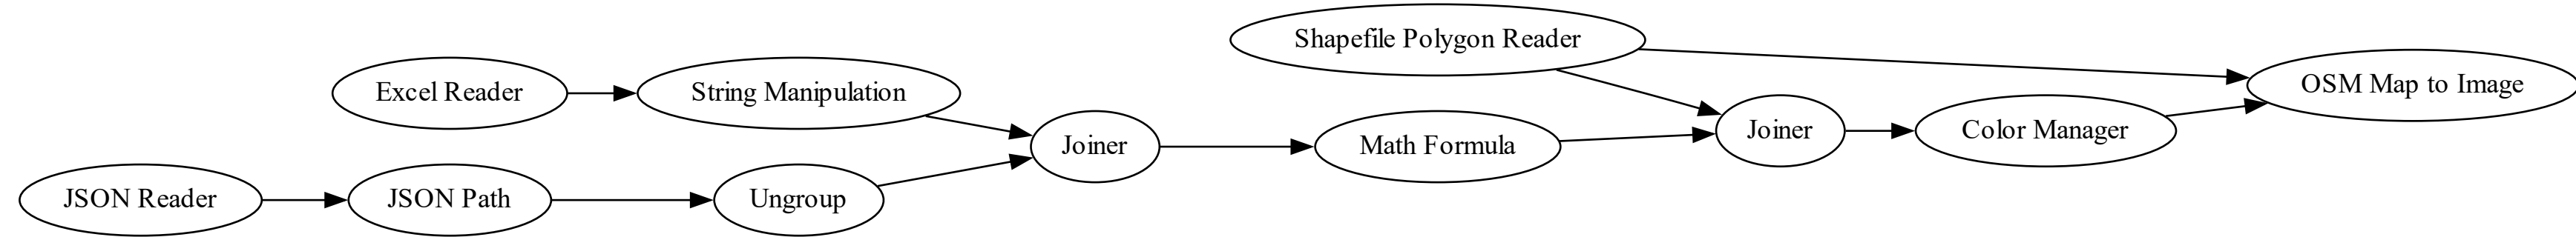 Shapefile Polygon Reader
Excel Reader
String Manipulation
OSM Map to Image
Joiner
Math Formula
Joiner
Color Manager
JSON Reader
JSON Path
Ungroup